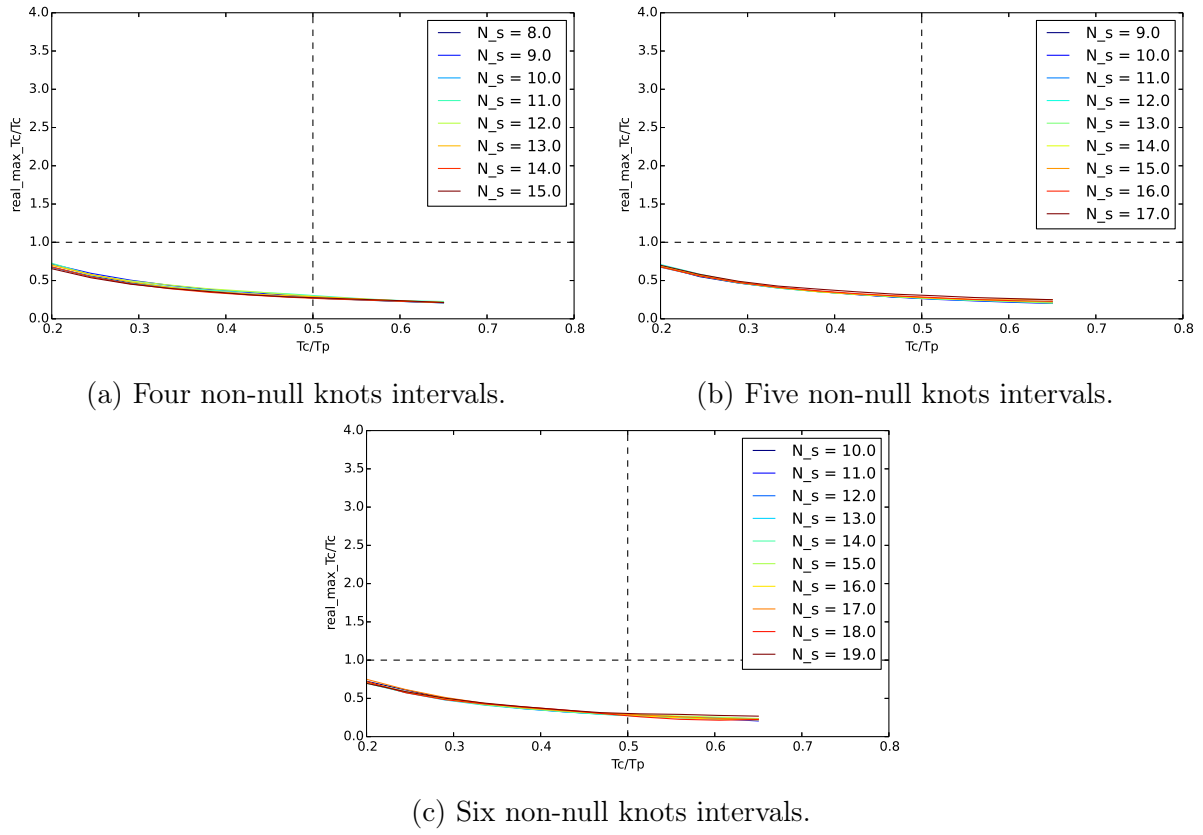 4.0
3.5
3.0
2.5
2.0
1.5
1.0
0.5
0.0
real_max_Tc/Tc
0.2 0.3 0.4 0.5 0.6 0.7 0.8
Tc/Tp
N_s = 8.0
N_s = 9.0
N_s = 10.0
N_s = 11.0
N_s = 12.0
N_s = 13.0
N_s = 14.0
N_s = 15.0
(a) Four non-null knots intervals.
4.0
3.5
3.0
2.5
2.0
1.5
1.0
0.5
0.0
real_max_Tc/Tc
0.2 0.3 0.4 0.5 0.6 0.7 0.8
Tc/Tp
N_s = 9.0
N_s = 10.0
N_s = 11.0
N_s = 12.0
N_s = 13.0
N_s = 14.0
N_s = 15.0
N_s = 16.0
N_s = 17.0
(b) Five non-null knots intervals.
4.0
3.5
3.0
2.5
2.0
1.5
1.0
0.5
0.0
real_max_Tc/Tc
0.2 0.3 0.4 0.5 0.6 0.7 0.8
Tc/Tp
N_s = 10.0
N_s = 11.0
N_s = 12.0
N_s = 13.0
N_s = 14.0
N_s = 15.0
N_s = 16.0
N_s = 17.0
N_s = 18.0
N_s = 19.0
(c) Six non-null knots intervals.